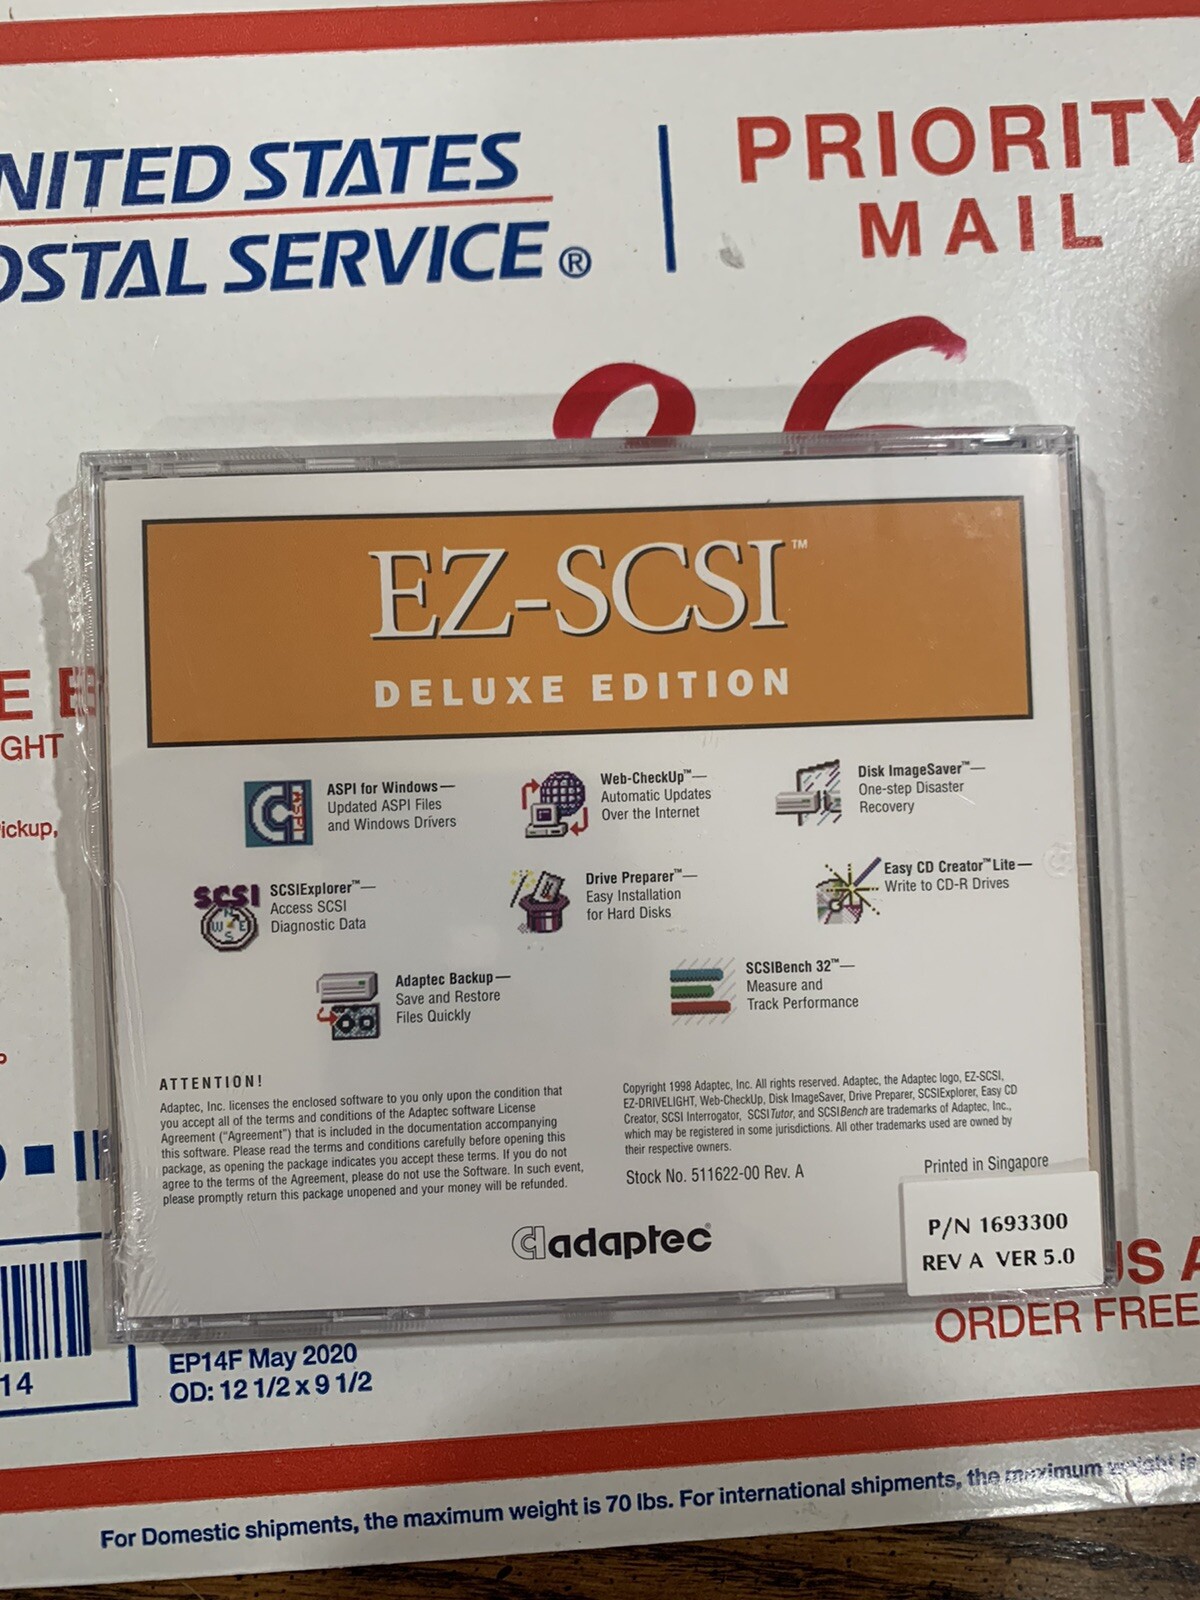 NITED STATES
OSTAL SERVICE®
PRIORITY
MAIL
EZ-SCSI™
DELUXE EDITION
ASPI for Windows—
Updated ASPI Files
and Windows Drivers
Web-CheckUp™—
Automatic Updates
Over the Internet
Disk ImageSaver™—
One-step Disaster
Recovery
SCSI
SCSIExplorer™—
Access SCSI
Diagnostic Data
Drive Preparer™—
Easy Installation
for Hard Disks
Easy CD Creator™ Lite—
Write to CD-R Drives
Adaptec Backup—
Save and Restore
Files Quickly
SCSIBench 32™—
Measure and
Track Performance
ATTENTION!
Adaptec, Inc. licenses the enclosed software to you only upon the condition that
you accept all of the terms and conditions of the Adaptec software License
Agreement ("Agreement") that is included in the documentation accompanying
this software. Please read the terms and conditions carefully before opening this
package, as opening the package indicates you accept these terms. If you do not
agree to the terms of the Agreement, please do not use the Software. In such event,
please promptly return this package unopened and your money will be refunded.
Copyright 1998 Adaptec, Inc. All rights reserved. Adaptec, the Adaptec logo, EZ-SCSI,
EZ-DRIVELIGHT, Web-CheckUp, Disk ImageSaver, Drive Preparer, SCSIExplorer, Easy CD
Creator, SCSI Interrogator, SCSITutor, and SCSIBench are trademarks of Adaptec, Inc.,
which may be registered in some jurisdictions. All other trademarks used are owned by
their respective owners.
Stock No. 511622-00 Rev. A
Printed in Singapore
adaptec®
P/N 1693300
REV A VER 5.0
GHT
ickup,
14
EP14F May 2020
OD: 12 1/2 x 9 1/2
US A
ORDER FREE
For Domestic shipments, the maximum weight is 70 lbs. For international shipments, the maximum weight is